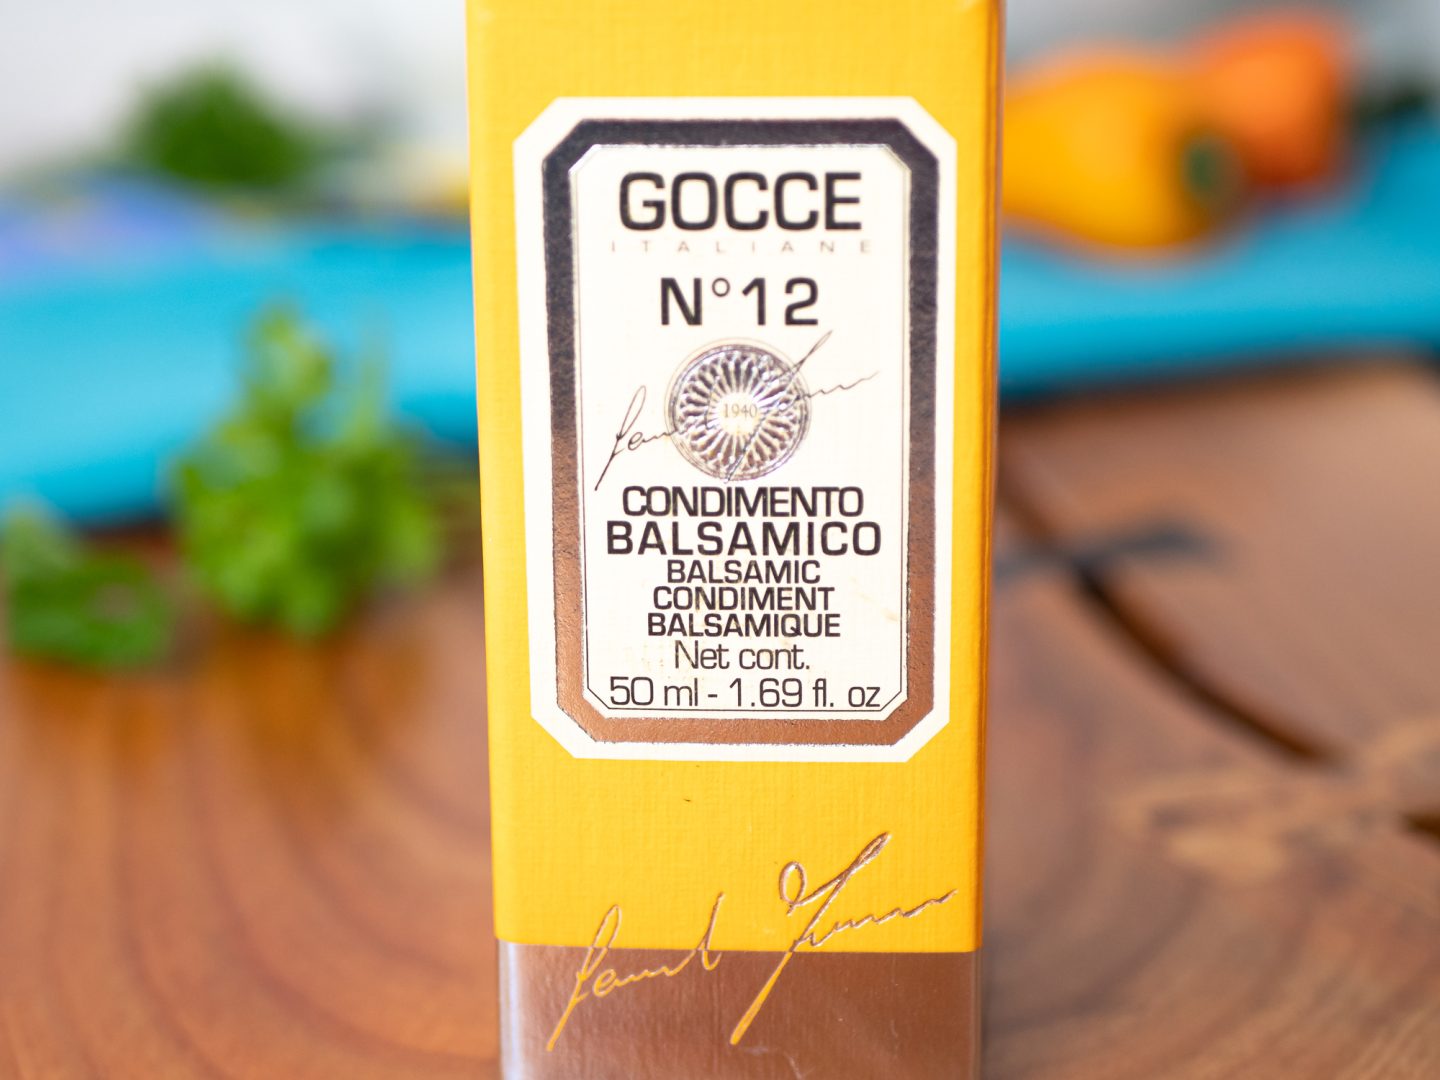 GOCCE
ITALIANE
N°12
1940
CONDIMENTO
BALSAMICO
BALSAMIC
CONDIMENT
BALSAMIQUE
Net cont.
50 ml - 1.69 fl. oz